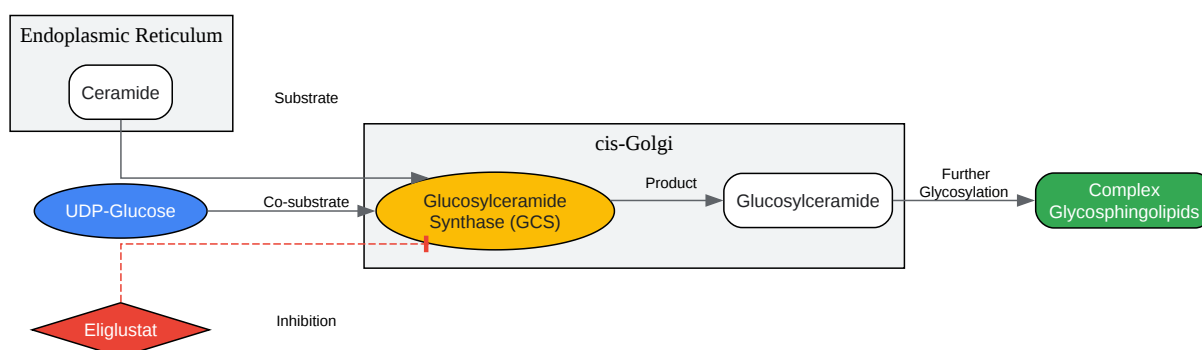 Endoplasmic Reticulum
Ceramide
Substrate
cis-Golgi
UDP-Glucose
Co-substrate
Glucosylceramide
Synthase (GCS)
Product
Glucosylceramide
Further
Glycosylation
Complex
Glycosphingolipids
Eliglustat
Inhibition